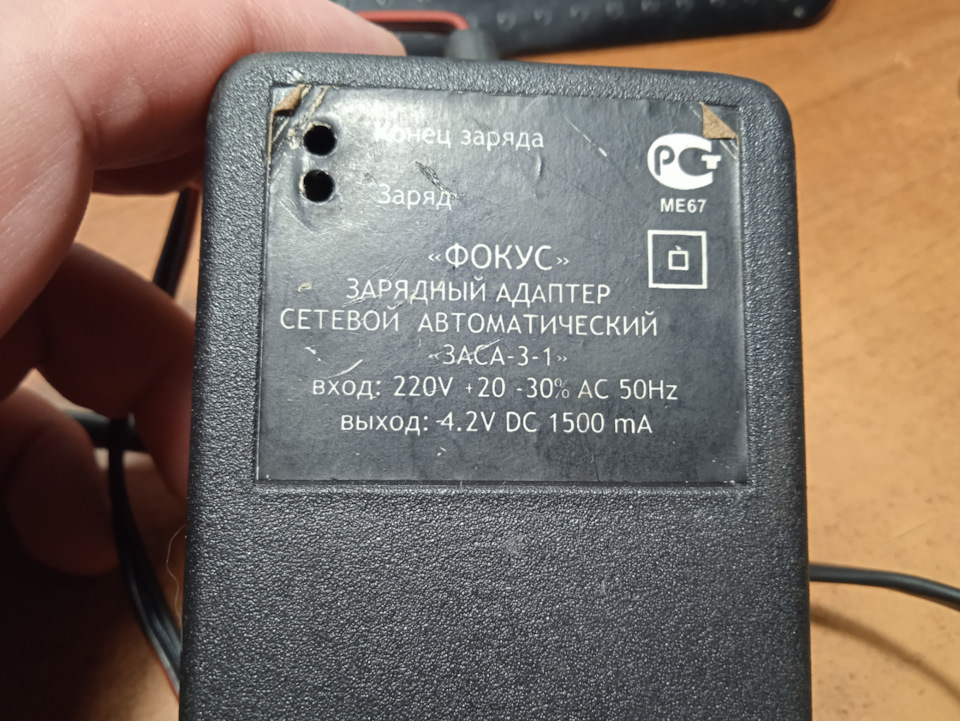 Конец заряда
Заряд
РСТ
МЕ67
«ФОКУС»
ЗАРЯДНЫЙ АДАПТЕР
СЕТЕВОЙ АВТОМАТИЧЕСКИЙ
«ЗАСА-3-1»
вход: 220V +20 -30% AC 50Hz
выход: 4.2V DC 1500 mA